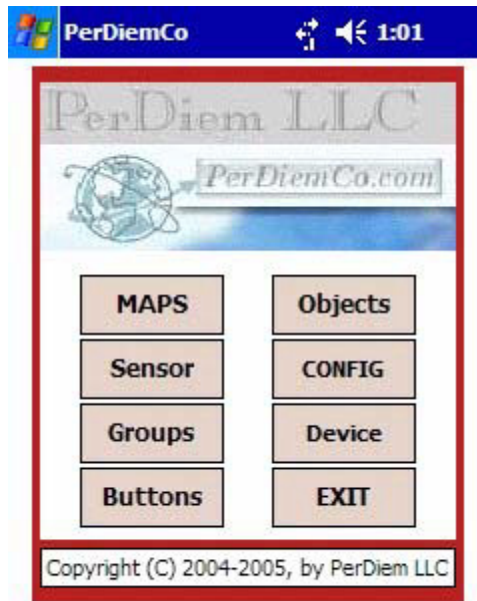 PerDiemCo 1:01
PerDiem LLC
PerDiemCo.com
MAPS Objects
Sensor CONFIG
Groups Device
Buttons EXIT
Copyright (C) 2004-2005, by PerDiem LLC